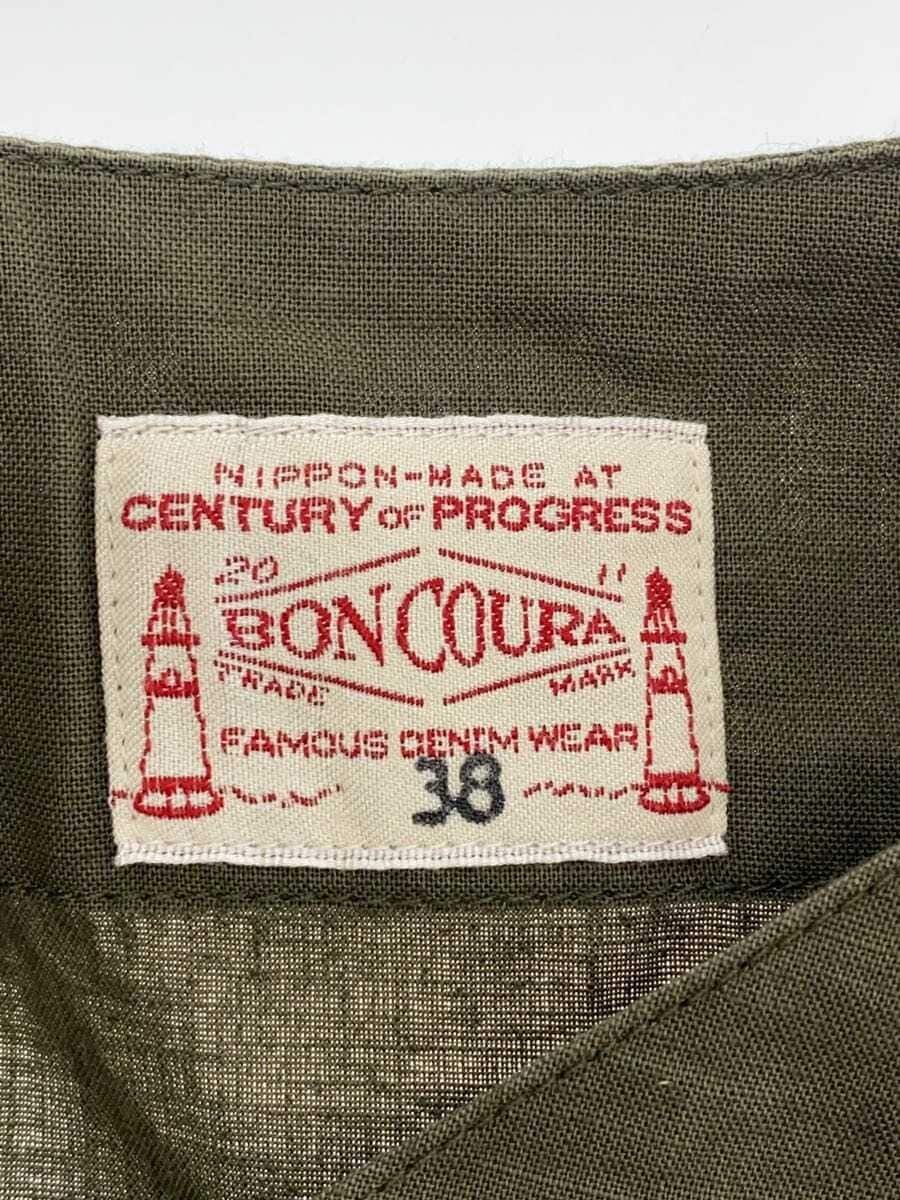 NIPPON-MADE AT
CENTURY OF PROGRESS
20 11
BONCOURA
TRADE MARK
FAMOUS DENIM WEAR
38